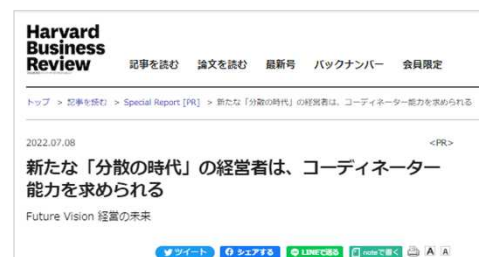 Harvard
Business
Review
記事を読む 論文を読む 最新号 バックナンバー 会員限定
トップ > 記事を読む > Special Report [PR] > 新たな「分散の時代」の経営者は、コーディネーター能力を求められる
2022.07.08 <PR>
新たな「分散の時代」の経営者は、コーディネーター
能力を求められる
Future Vision 経営の未来
ツイート シェアする LINEで送る noteで書く A A